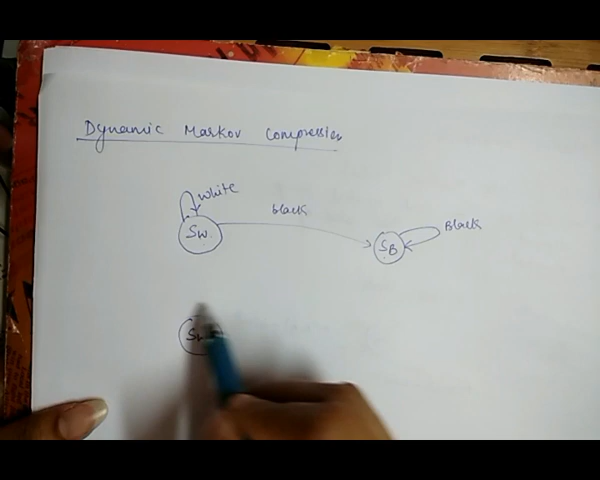 Dynamic Markov Compression
White
black
Sw
SB
Black